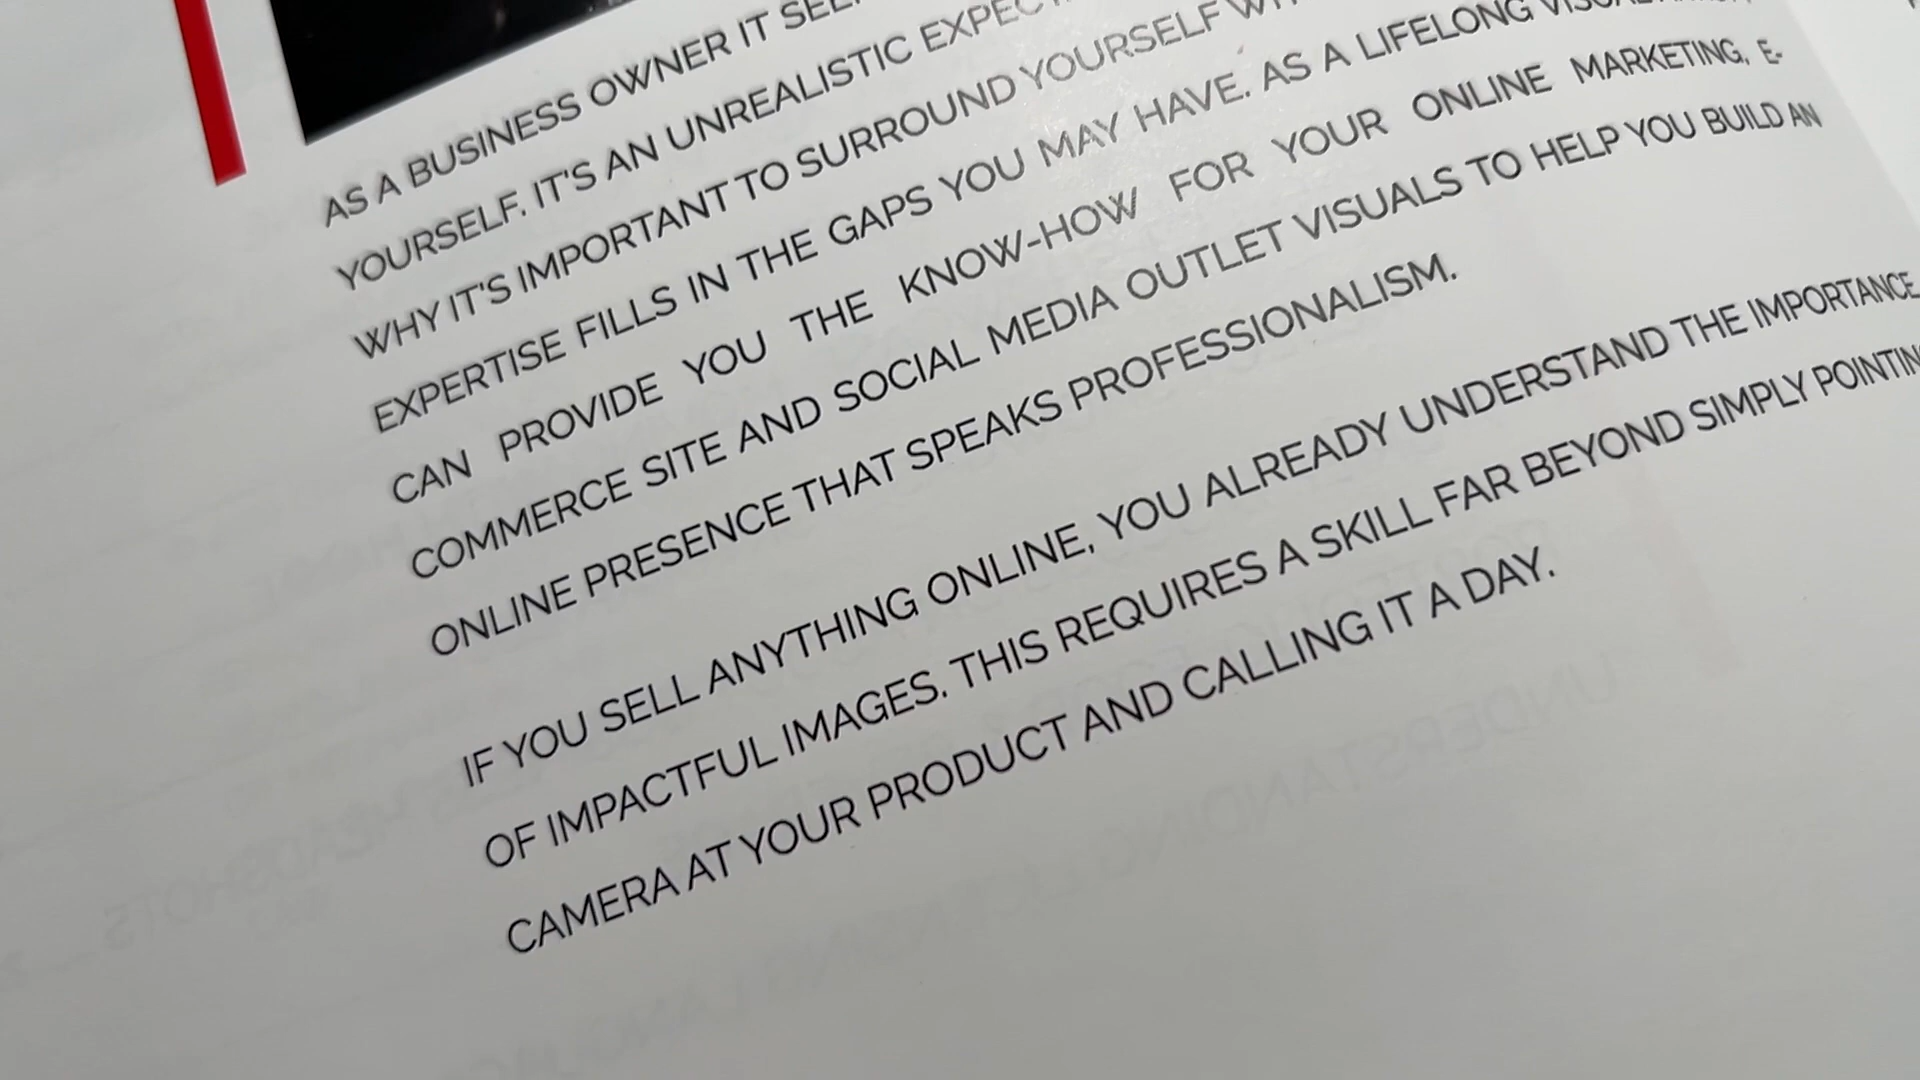 AS A BUSINESS OWNER IT
YOURSELF. IT'S AN UNREALISTIC
WHY IT'S IMPORTANT TO SURROUND YOURSELF
EXPERTISE FILLS IN THE GAPS YOU MAY HAVE. AS A LIFELONG
CAN PROVIDE YOU THE KNOW-HOW FOR YOUR ONLINE MARKETING, E-
COMMERCE SITE AND SOCIAL MEDIA OUTLET VISUALS TO HELP YOU BUILD AN
ONLINE PRESENCE THAT SPEAKS PROFESSIONALISM.
IF YOU SELL ANYTHING ONLINE, YOU ALREADY UNDERSTAND THE IMPORTANCE
OF IMPACTFUL IMAGES. THIS REQUIRES A SKILL FAR BEYOND SIMPLY
CAMERA AT YOUR PRODUCT AND CALLING IT A DAY.